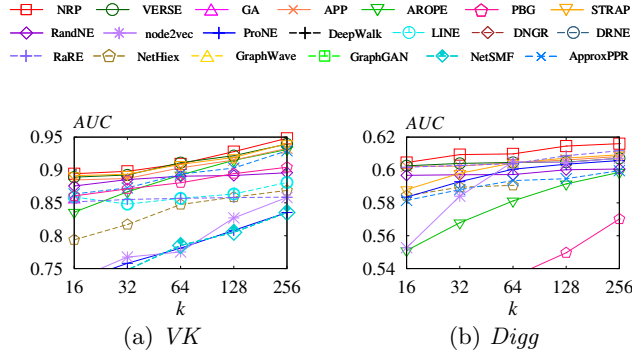 NRP VERSE GA APP AROPE PBG STRAP
RandNE node2vec ProNE DeepWalk LINE DNGR DRNE
RaRE NetHiex GraphWave GraphGAN NetSMF ApproxPPR
AUC
0.95
0.9
0.85
0.8
0.75
16 32 64 128 256
k
(a) VK
AUC
0.62
0.6
0.58
0.56
0.54
16 32 64 128 256
k
(b) Digg